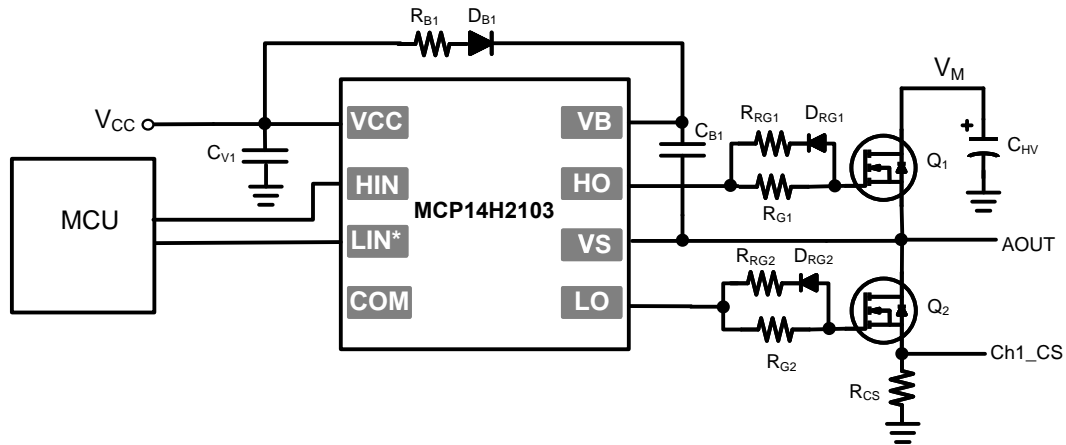 RB1 DB1
VM
VCC
VCC
VB
CV1
CB1
RRG1 DRG1
CHV
+
Q1
MCU
HIN
HO
MCP14H2103
RG1
LIN*
VS
AOUT
RRG2 DRG2
COM
LO
Q2
RG2
Ch1_CS
RCS